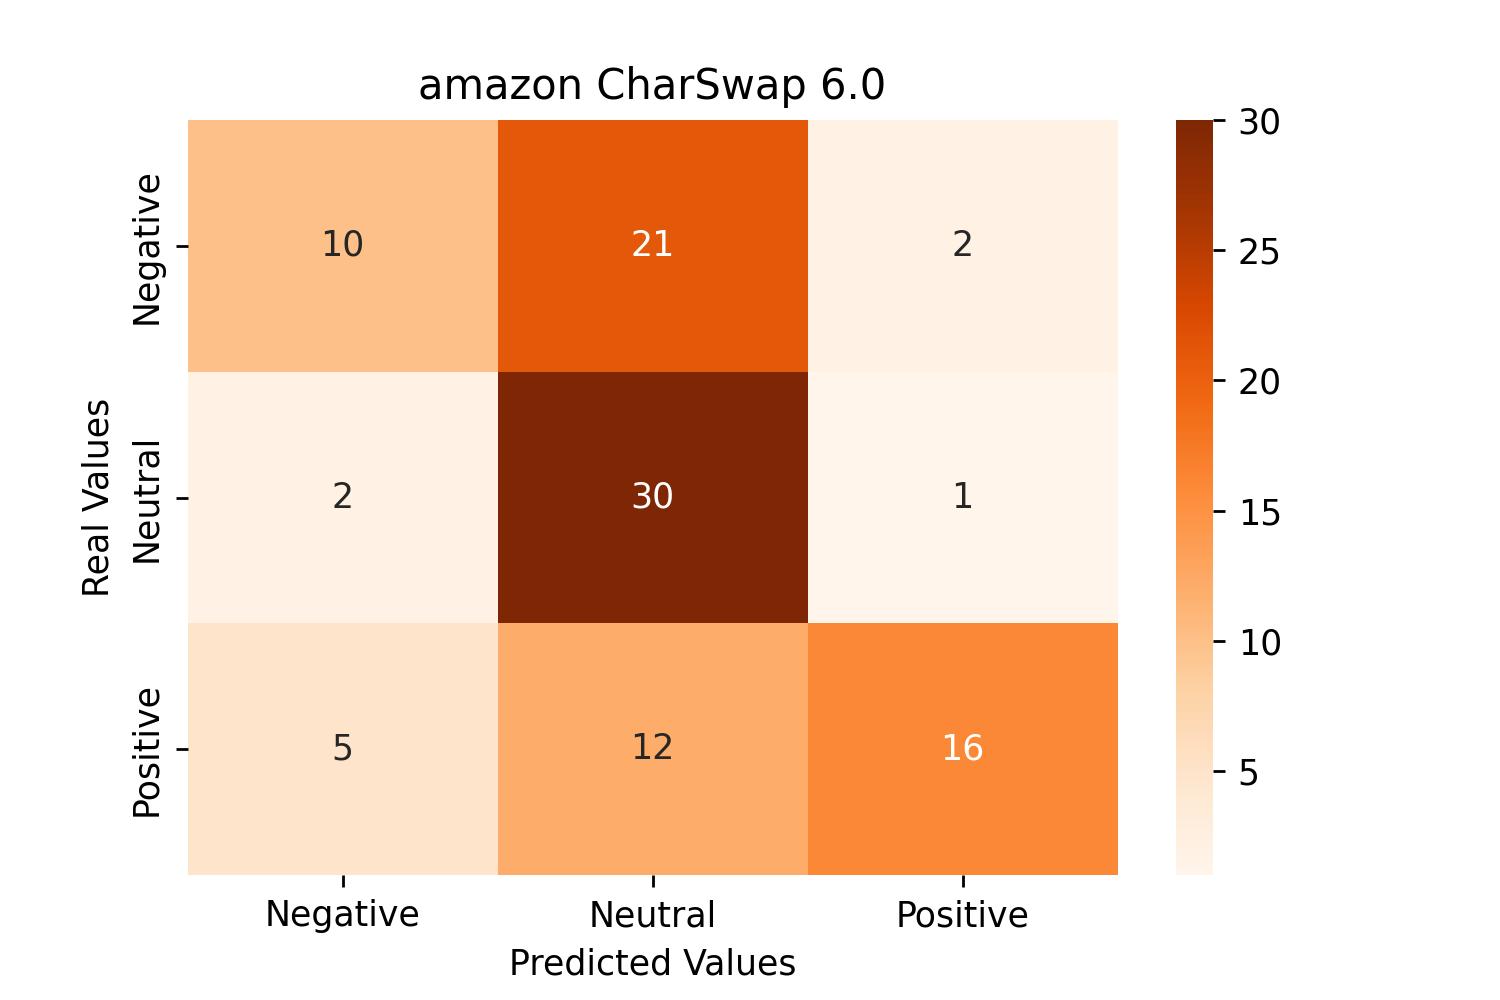 amazon CharSwap 6.0
Real Values
Negative
10
21
2
Neutral
2
30
1
Positive
5
12
16
Negative
Neutral
Positive
Predicted Values
30
25
20
15
10
5